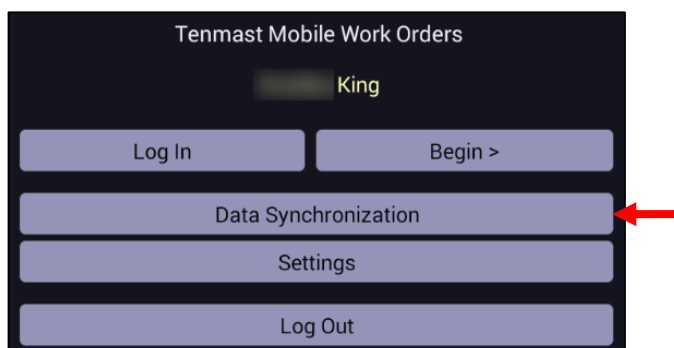 Tenmast Mobile Work Orders
King
Log In
Begin >
Data Synchronization
Settings
Log Out